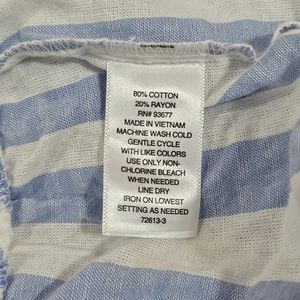 80% COTTON
20% RAYON
RN# 93677
MADE IN VIETNAM
MACHINE WASH COLD
GENTLE CYCLE
WITH LIKE COLORS
USE ONLY NON-
CHLORINE BLEACH
WHEN NEEDED
LINE DRY
IRON ON LOWEST
SETTING AS NEEDED
72613-3